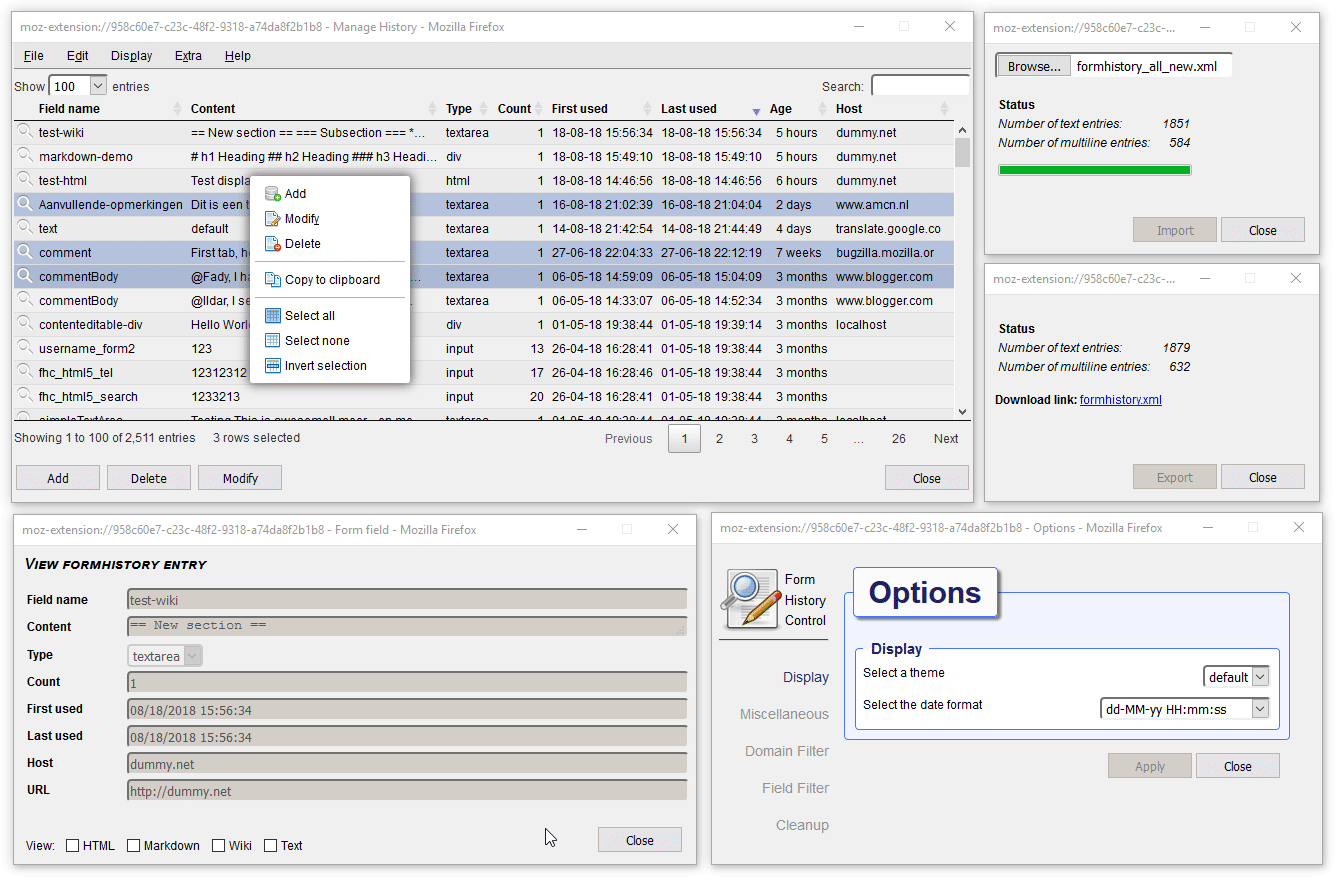 moz-extension://958c60e7-c23c-48f2-9318-a74da8f2b1b8 - Manage History - Mozilla Firefox
File Edit Display Extra Help
Show 100 entries Search:
Field name Content Type Count First used Last used Age Host
test-wiki == New section == === Subsection === *... textarea 1 18-08-18 15:56:34 18-08-18 15:56:34 5 hours dummy.net
markdown-demo # h1 Heading ## h2 Heading ### h3 Headi... div 1 18-08-18 15:49:10 18-08-18 15:49:10 5 hours dummy.net
test-html Test displa html 1 18-08-18 14:46:56 18-08-18 14:46:56 6 hours dummy.net
Aanvullende-opmerkingen Dit is een t textarea 1 16-08-18 21:02:39 16-08-18 21:04:04 2 days www.amcn.nl
text default textarea 1 14-08-18 21:42:54 14-08-18 21:44:49 4 days translate.google.co
comment First tab, h textarea 1 27-06-18 22:04:33 27-06-18 22:12:19 7 weeks bugzilla.mozilla.or
commentBody @Fady, I ha ... textarea 1 06-05-18 14:59:09 06-05-18 15:04:09 3 months www.blogger.com
commentBody @Ildar, I se textarea 1 06-05-18 14:33:07 06-05-18 14:52:34 3 months www.blogger.com
contenteditable-div Hello Worl div 1 01-05-18 19:38:44 01-05-18 19:39:14 3 months localhost
username_form2 123 input 13 26-04-18 16:28:41 01-05-18 19:38:44 3 months
fhc_html5_tel 12312312 input 17 26-04-18 16:28:46 01-05-18 19:38:44 3 months
fhc_html5_search 1233213 input 20 26-04-18 16:28:41 01-05-18 19:38:44 3 months
Add
Modify
Delete
Copy to clipboard
Select all
Select none
Invert selection
Showing 1 to 100 of 2,511 entries 3 rows selected Previous 1 2 3 4 5 ... 26 Next
Add Delete Modify Close
moz-extension://958c60e7-c23c-...
Browse... formhistory_all_new.xml
Status
Number of text entries: 1851
Number of multiline entries: 584
Import Close
moz-extension://958c60e7-c23c-...
Status
Number of text entries: 1879
Number of multiline entries: 632
Download link: formhistory.xml
Export Close
moz-extension://958c60e7-c23c-48f2-9318-a74da8f2b1b8 - Form field - Mozilla Firefox
VIEW FORMHISTORY ENTRY
Field name test-wiki
Content == New section ==
Type textarea
Count 1
First used 08/18/2018 15:56:34
Last used 08/18/2018 15:56:34
Host dummy.net
URL http://dummy.net
View: HTML Markdown Wiki Text Close
moz-extension://958c60e7-c23c-48f2-9318-a74da8f2b1b8 - Options - Mozilla Firefox
Form
History
Control
Display
Miscellaneous
Domain Filter
Field Filter
Cleanup
Options
Display
Select a theme default
Select the date format dd-MM-yy HH:mm:ss
Apply Close